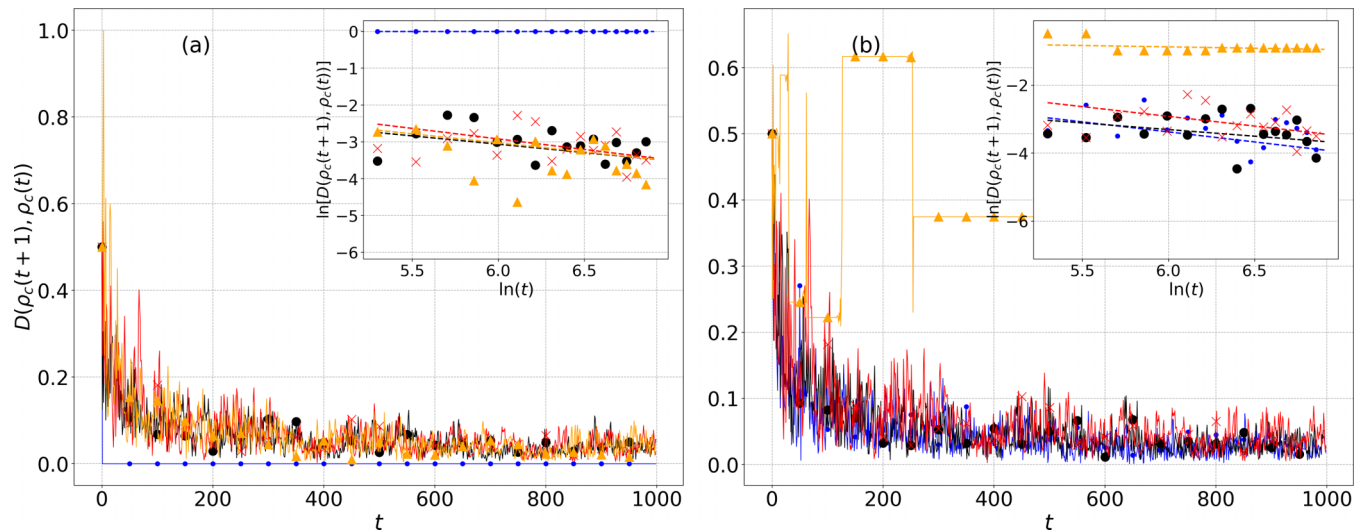 (a)
D(ρc(t+1), ρc(t))
1.0
0.8
0.6
0.4
0.2
0.0
0 200 400 600 800 1000
t
ln[D(ρc(t+1), ρc(t))]
0
−1
−2
−3
−4
−5
−6
5.5 6.0 6.5
ln(t)
(b)
0.6
0.5
0.4
0.3
0.2
0.1
0.0
0 200 400 600 800 1000
t
ln[D(ρc(t+1), ρc(t))]
−2
−4
−6
5.5 6.0 6.5
ln(t)